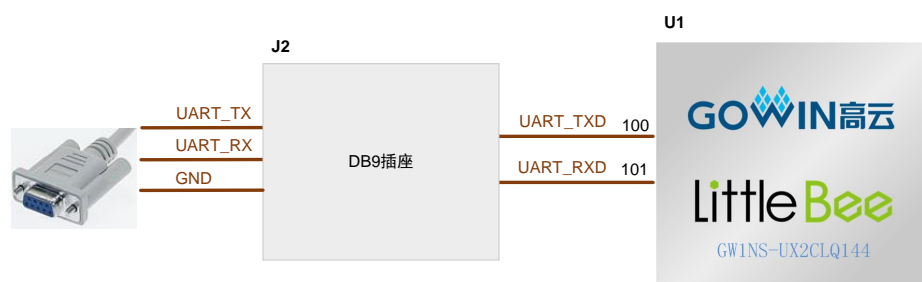 U1
J2
GOWIN高云
UART_TX
UART_TXD 100
UART_RX
DB9插座
UART_RXD 101
GND
LittleBee
GW1NS-UX2CLQ144